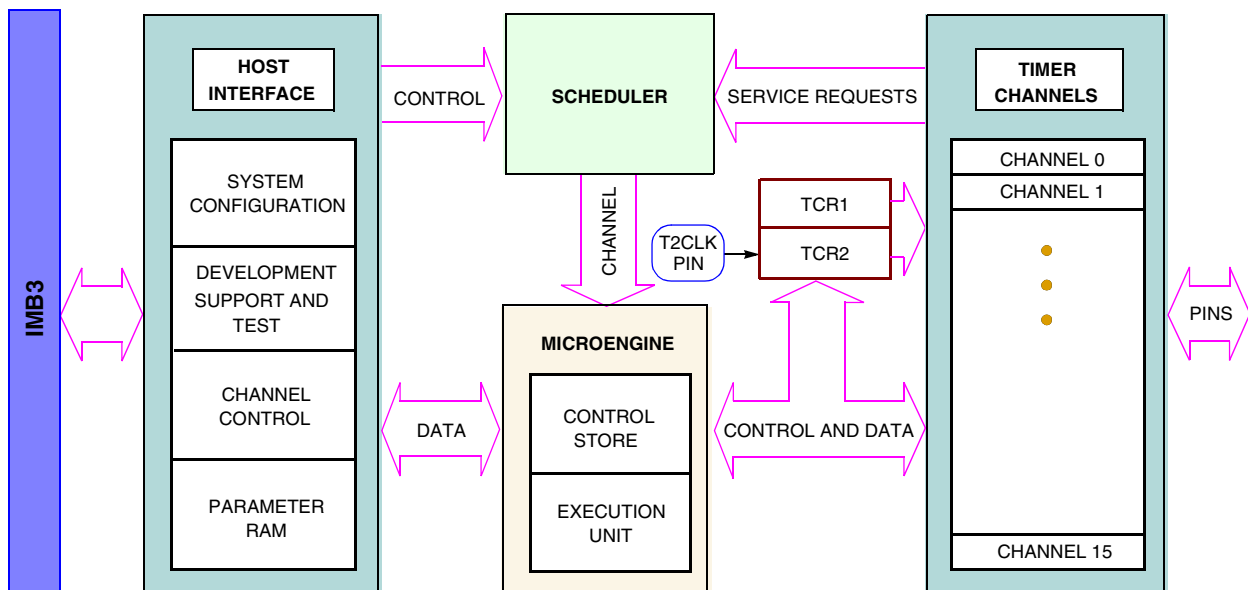 IMB3
HOST
INTERFACE
SYSTEM
CONFIGURATION
DEVELOPMENT
SUPPORT AND
TEST
CHANNEL
CONTROL
PARAMETER
RAM
CONTROL
DATA
SCHEDULER
CHANNEL
MICROENGINE
CONTROL
STORE
EXECUTION
UNIT
SERVICE REQUESTS
T2CLK
PIN
TCR1
TCR2
CONTROL AND DATA
TIMER
CHANNELS
CHANNEL 0
CHANNEL 1
CHANNEL 15
PINS